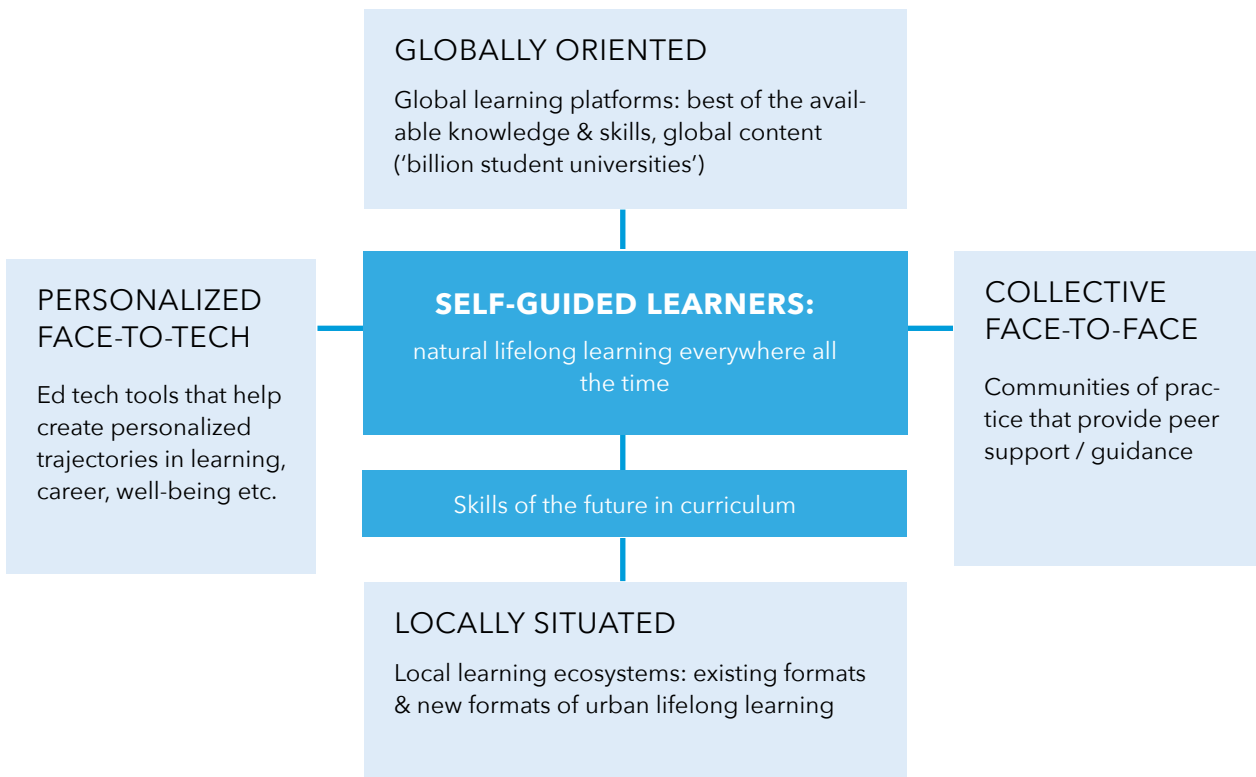 GLOBALLY ORIENTED
Global learning platforms: best of the avail-
able knowledge & skills, global content
(‘billion student universities’)
PERSONALIZED
FACE-TO-TECH
Ed tech tools that help
create personalized
trajectories in learning,
career, well-being etc.
SELF-GUIDED LEARNERS:
natural lifelong learning everywhere all
the time
COLLECTIVE
FACE-TO-FACE
Communities of prac-
tice that provide peer
support / guidance
Skills of the future in curriculum
LOCALLY SITUATED
Local learning ecosystems: existing formats
& new formats of urban lifelong learning